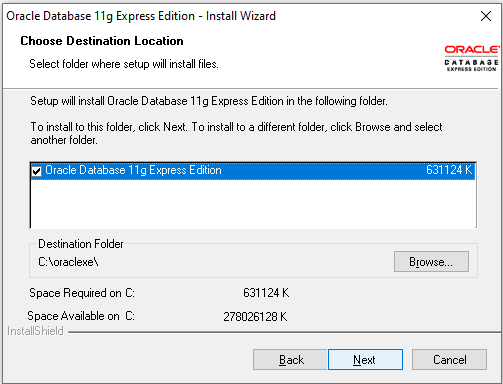 Oracle Database 11g Express Edition - Install Wizard
Choose Destination Location
Select folder where setup will install files.
ORACLE
DATABASE
EXPRESS EDITION
Setup will install Oracle Database 11g Express Edition in the following folder.
To install to this folder, click Next. To install to a different folder, click Browse and select
another folder.
Oracle Database 11g Express Edition 631124 K
Destination Folder
C:\oraclexe\
Browse...
Space Required on C: 631124 K
Space Available on C: 278026128 K
InstallShield
Back Next Cancel